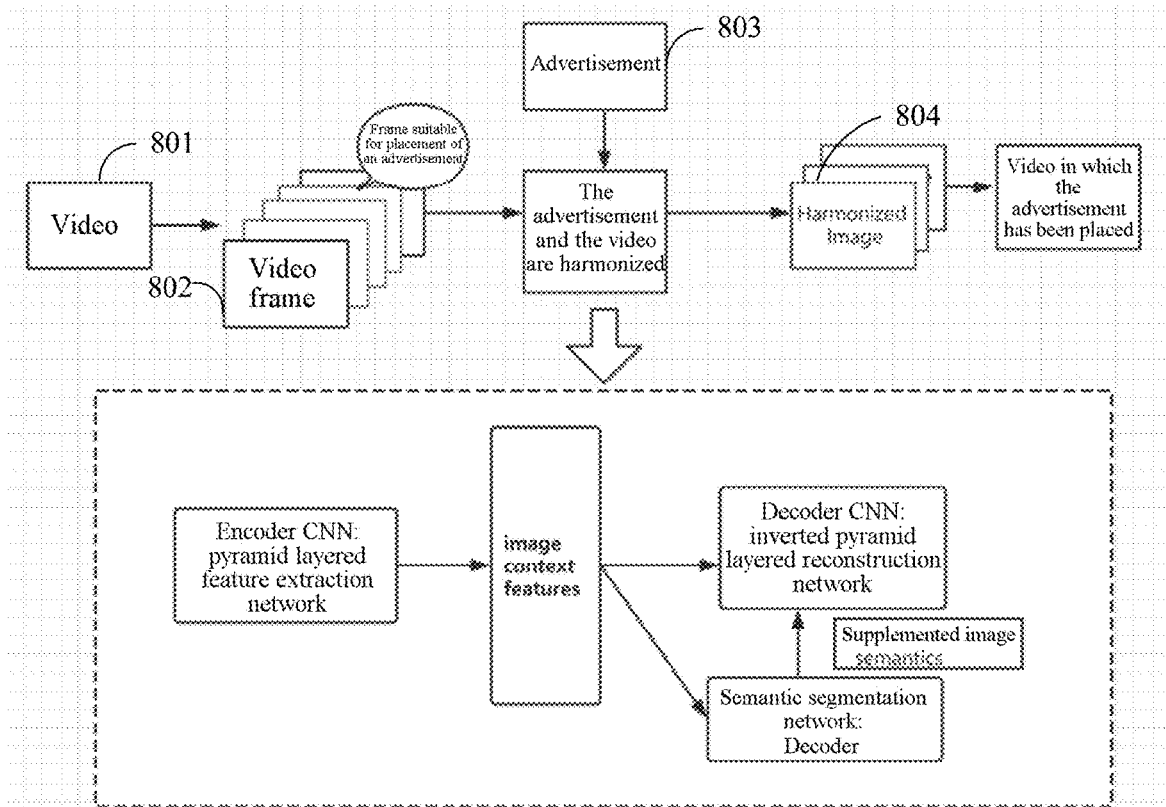 803
Advertisement
804
801
Frame suitable
for placement of
an advertisement
Video
802
Video
frame
The
advertisement
and the video
are harmonized
Harmonized
Image
Video in which
the
advertisement
has been placed
Encoder CNN:
pyramid layered
feature extraction
network
image
context
features
Decoder CNN:
inverted pyramid
layered reconstruction
network
Supplemented image
semantics
Semantic segmentation
network:
Decoder